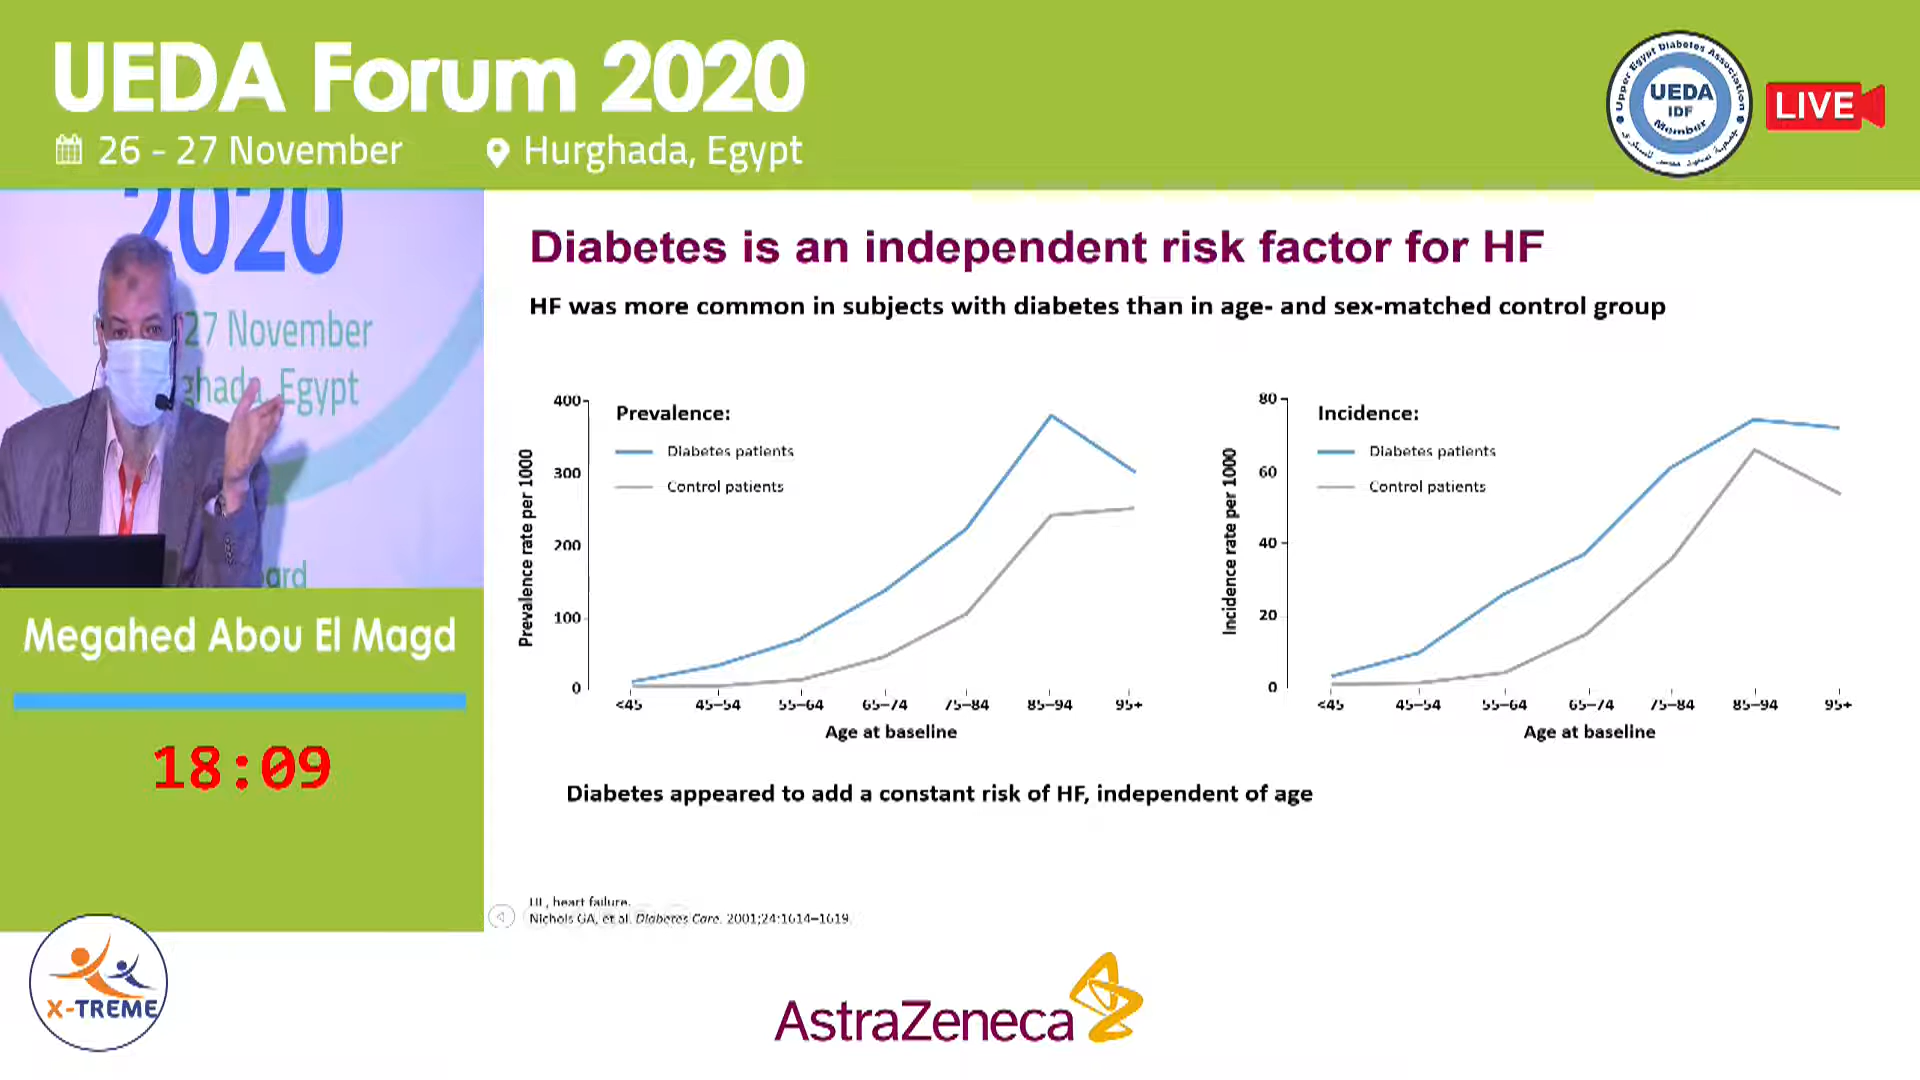 UEDA Forum 2020
26 - 27 November
Hurghada, Egypt
Upper Egypt Diabetes Association
UEDA
IDF
Member
LIVE
2020
27 November
ghada, Egypt
ard
Megahed Abou El Magd
18:09
Diabetes is an independent risk factor for HF
HF was more common in subjects with diabetes than in age- and sex-matched control group
Prevalence:
Diabetes patients
Control patients
Prevalence rate per 1000
400
300
200
100
0
<45 45–54 55–64 65–74 75–84 85–94 95+
Age at baseline
Incidence:
Diabetes patients
Control patients
Incidence rate per 1000
80
60
40
20
0
<45 45–54 55–64 65–74 75–84 85–94 95+
Age at baseline
Diabetes appeared to add a constant risk of HF, independent of age
HF, heart failure.
Nichols GA, et al. Diabetes Care. 2001;24:1614–1619.
X-TREME
AstraZeneca